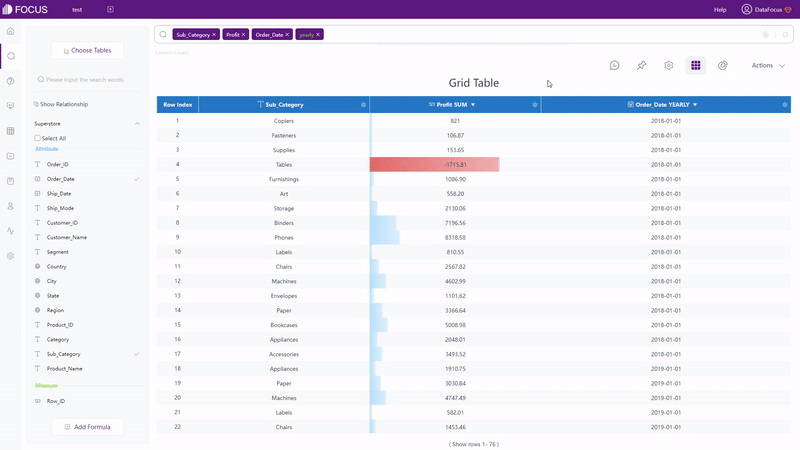 FOCUS
test
Help
DataFocus
Choose Tables
Please input the search words
Show Relationship
Superstore
Select All
Attribute
Order_ID
Order_Date
Ship_Date
Ship_Mode
Customer_ID
Customer_Name
Segment
Country
City
State
Region
Product_ID
Category
Sub_Category
Product_Name
Measure
Row_ID
Add Formula
Sub_Category Profit Order_Date yearly
Actions
Grid Table
Row Index Sub_Category Profit SUM Order_Date YEARLY
1 Copiers 821 2018-01-01
2 Fasteners 106.87 2018-01-01
3 Supplies 153.65 2018-01-01
4 Tables -1715.81 2018-01-01
5 Furnishings 1086.90 2018-01-01
6 Art 558.20 2018-01-01
7 Storage 2130.06 2018-01-01
8 Binders 7196.56 2018-01-01
9 Phones 8318.58 2018-01-01
10 Labels 810.55 2018-01-01
11 Chairs 2567.82 2018-01-01
12 Machines 4602.99 2018-01-01
13 Envelopes 1101.62 2018-01-01
14 Paper 3366.64 2018-01-01
15 Bookcases 5008.98 2018-01-01
16 Appliances 2048.01 2018-01-01
17 Accessories 3493.52 2018-01-01
18 Appliances 1910.75 2019-01-01
19 Paper 3030.84 2019-01-01
20 Machines 4747.49 2019-01-01
21 Labels 582.01 2019-01-01
22 Chairs 1453.46 2019-01-01
( Show rows 1- 76 )